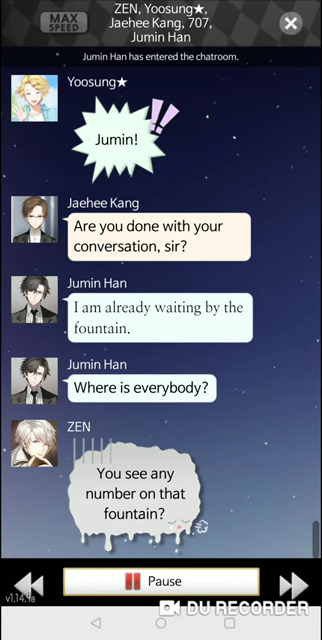 MAX
SPEED
ZEN, Yoosung★,
Jaehee Kang, 707,
Jumin Han
Jumin Han has entered the chatroom.
Yoosung★
Jumin!
Jaehee Kang
Are you done with your
conversation, sir?
Jumin Han
I am already waiting by the
fountain.
Jumin Han
Where is everybody?
ZEN
You see any
number on that
fountain?
Pause
v1.14.9a
DU RECORDER